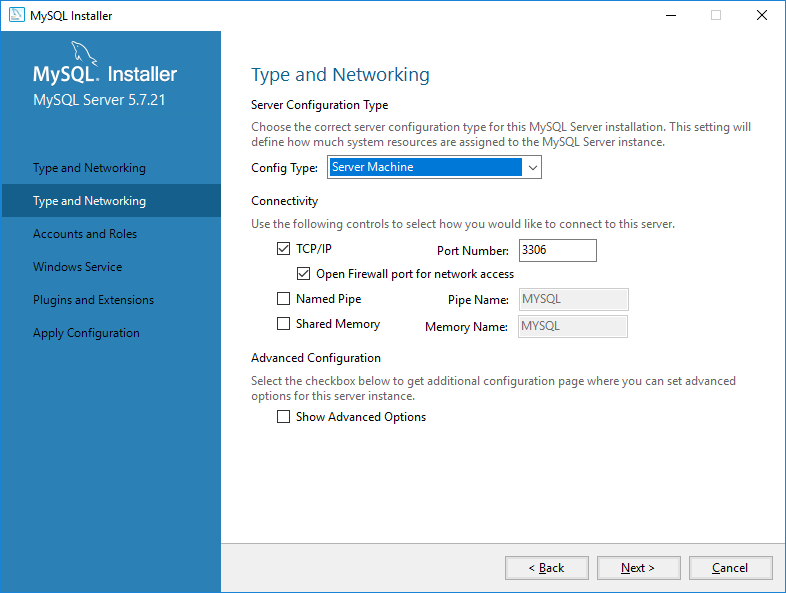 MySQL Installer
MySQL. Installer
MySQL Server 5.7.21
Type and Networking
Type and Networking
Accounts and Roles
Windows Service
Plugins and Extensions
Apply Configuration
Type and Networking
Server Configuration Type
Choose the correct server configuration type for this MySQL Server installation. This setting will
define how much system resources are assigned to the MySQL Server instance.
Config Type: Server Machine
Connectivity
Use the following controls to select how you would like to connect to this server.
TCP/IP Port Number: 3306
Open Firewall port for network access
Named Pipe Pipe Name: MYSQL
Shared Memory Memory Name: MYSQL
Advanced Configuration
Select the checkbox below to get additional configuration page where you can set advanced
options for this server instance.
Show Advanced Options
< Back Next > Cancel